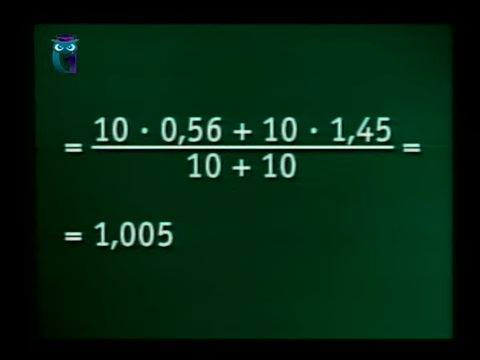 = 10 · 0,56 + 10 · 1,45 =
10 + 10
= 1,005